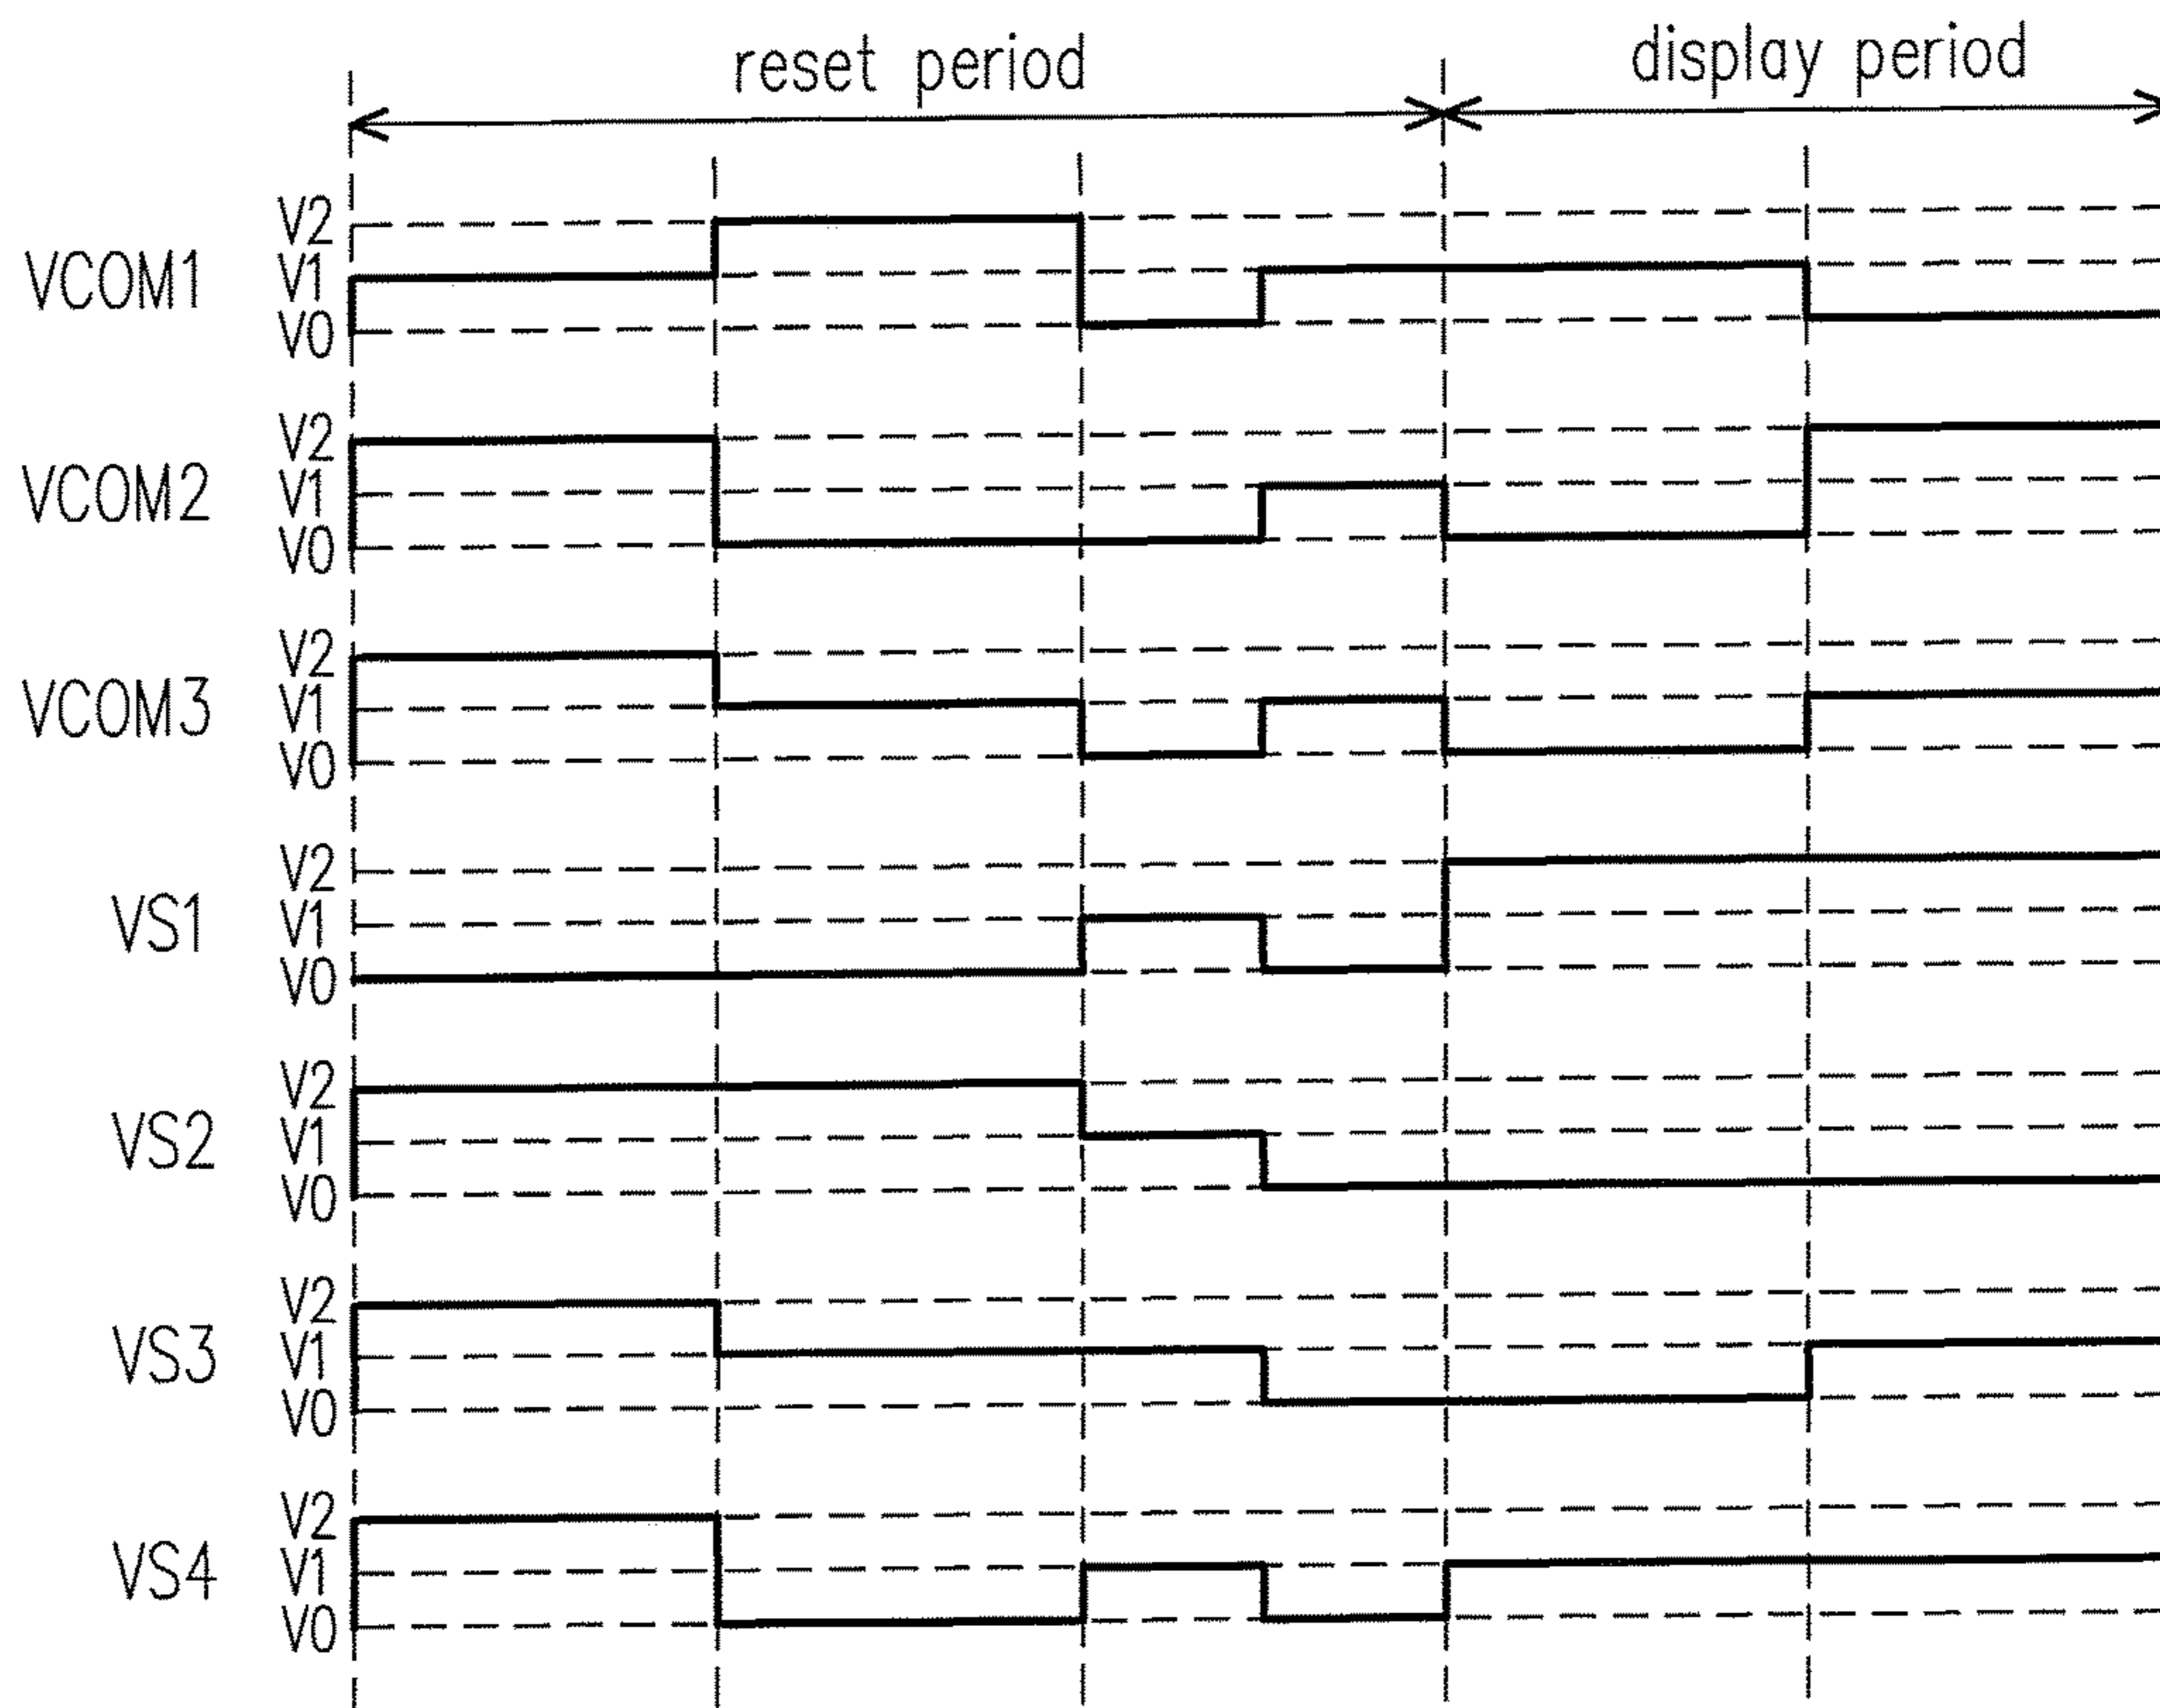 reset period
display period
V2
VCOM1 V1
V0
V2
VCOM2 V1
V0
V2
VCOM3 V1
V0
V2
VS1 V1
V0
V2
VS2 V1
V0
V2
VS3 V1
V0
V2
VS4 V1
V0